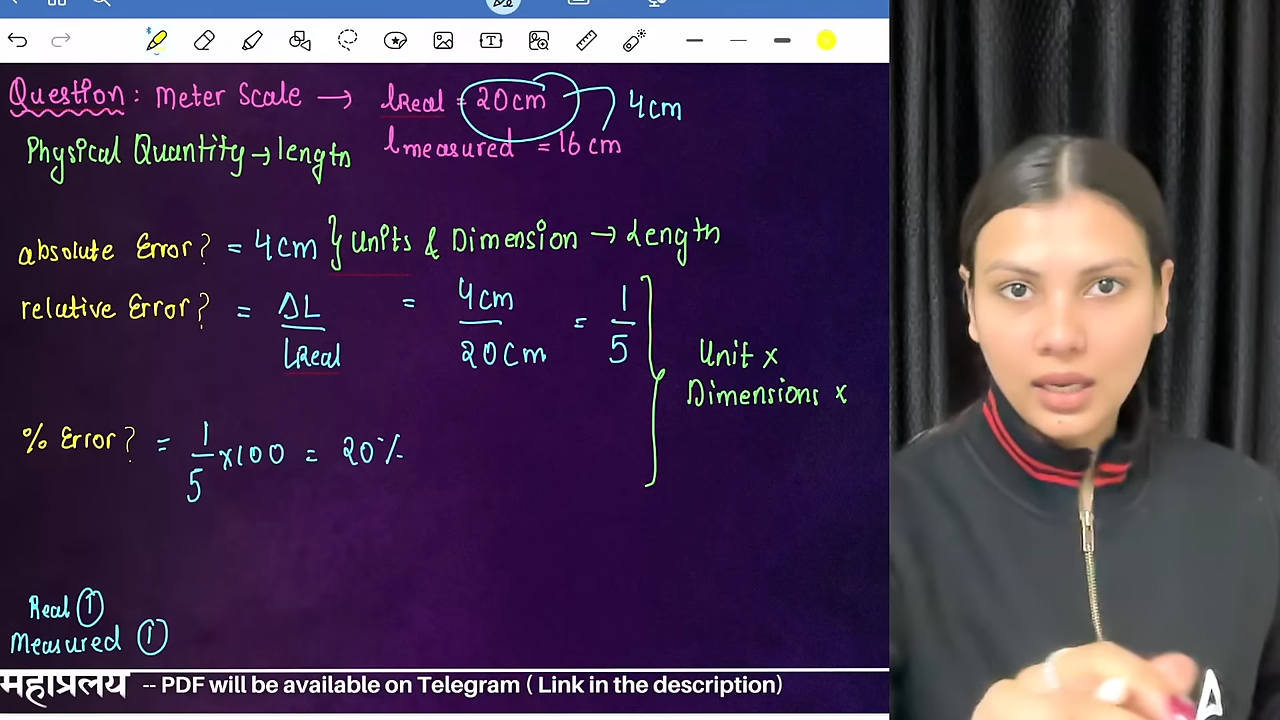 Question: Meter Scale → lReal = 20cm 4cm
Physical Quantity → length lmeasured = 16 cm
absolute Error? = 4cm } Units & Dimension → Length
relative Error? = ΔL/lReal = 4cm/20cm = 1/5
Unit x
Dimensions x
% Error? = 1/5 x100 = 20%
Real ①
Measured ①
महाप्रलय -- PDF will be available on Telegram ( Link in the description)